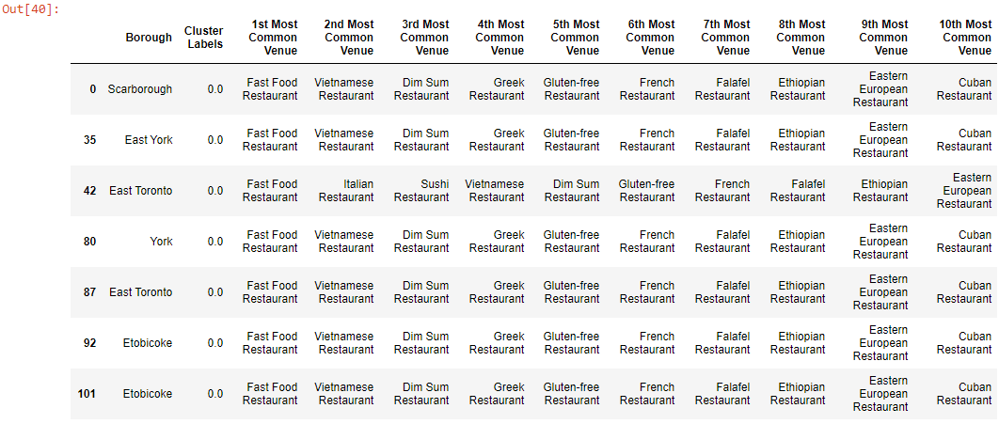 Out[40]:
Borough Cluster Labels 1st Most Common Venue 2nd Most Common Venue 3rd Most Common Venue 4th Most Common Venue 5th Most Common Venue 6th Most Common Venue 7th Most Common Venue 8th Most Common Venue 9th Most Common Venue 10th Most Common Venue
0 Scarborough 0.0 Fast Food Restaurant Vietnamese Restaurant Dim Sum Restaurant Greek Restaurant Gluten-free Restaurant French Restaurant Falafel Restaurant Ethiopian Restaurant Eastern European Restaurant Cuban Restaurant
35 East York 0.0 Fast Food Restaurant Vietnamese Restaurant Dim Sum Restaurant Greek Restaurant Gluten-free Restaurant French Restaurant Falafel Restaurant Ethiopian Restaurant Eastern European Restaurant Cuban Restaurant
42 East Toronto 0.0 Fast Food Restaurant Italian Restaurant Sushi Restaurant Vietnamese Restaurant Dim Sum Restaurant Gluten-free Restaurant French Restaurant Falafel Restaurant Ethiopian Restaurant Eastern European Restaurant
80 York 0.0 Fast Food Restaurant Vietnamese Restaurant Dim Sum Restaurant Greek Restaurant Gluten-free Restaurant French Restaurant Falafel Restaurant Ethiopian Restaurant Eastern European Restaurant Cuban Restaurant
87 East Toronto 0.0 Fast Food Restaurant Vietnamese Restaurant Dim Sum Restaurant Greek Restaurant Gluten-free Restaurant French Restaurant Falafel Restaurant Ethiopian Restaurant Eastern European Restaurant Cuban Restaurant
92 Etobicoke 0.0 Fast Food Restaurant Vietnamese Restaurant Dim Sum Restaurant Greek Restaurant Gluten-free Restaurant French Restaurant Falafel Restaurant Ethiopian Restaurant Eastern European Restaurant Cuban Restaurant
101 Etobicoke 0.0 Fast Food Restaurant Vietnamese Restaurant Dim Sum Restaurant Greek Restaurant Gluten-free Restaurant French Restaurant Falafel Restaurant Ethiopian Restaurant Eastern European Restaurant Cuban Restaurant